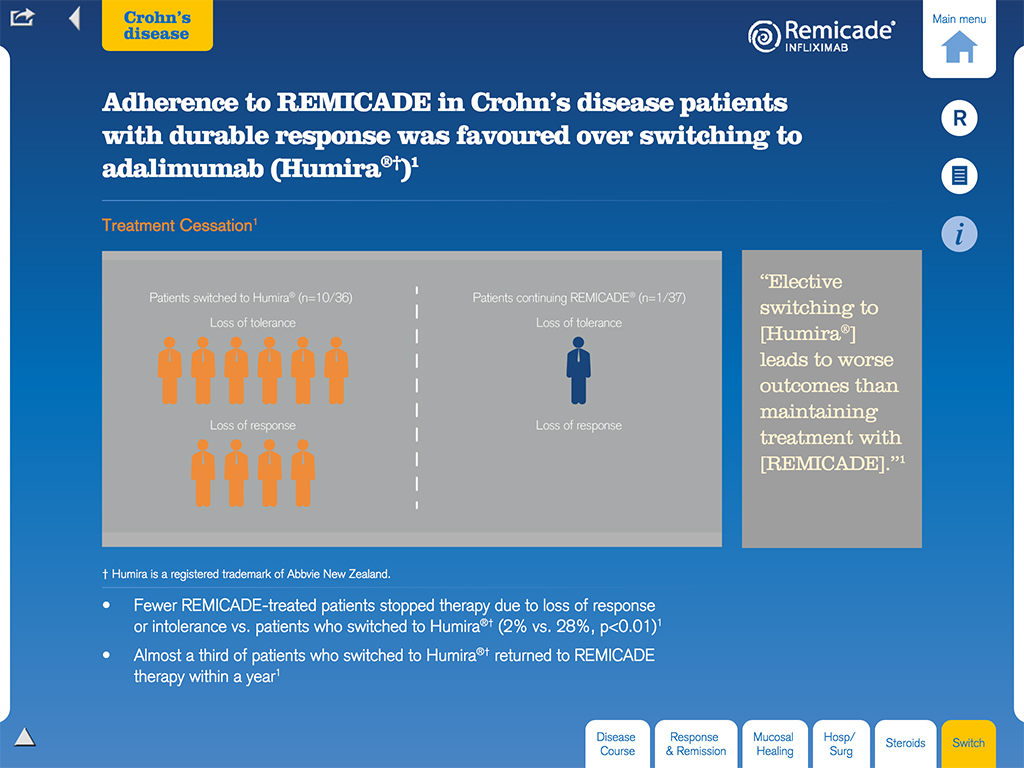 Crohn's
disease
Remicade®
INFLIXIMAB
Main menu
Adherence to REMICADE in Crohn's disease patients
with durable response was favoured over switching to
adalimumab (Humira®†)¹
R
i
Treatment Cessation¹
Patients switched to Humira® (n=10/36)
Loss of tolerance
Loss of response
Patients continuing REMICADE® (n=1/37)
Loss of tolerance
Loss of response
“Elective
switching to
[Humira®]
leads to worse
outcomes than
maintaining
treatment with
[REMICADE].”¹
† Humira is a registered trademark of Abbvie New Zealand.
• Fewer REMICADE-treated patients stopped therapy due to loss of response
or intolerance vs. patients who switched to Humira®† (2% vs. 28%, p<0.01)¹
• Almost a third of patients who switched to Humira®† returned to REMICADE
therapy within a year¹
Disease
Course
Response
& Remission
Mucosal
Healing
Hosp/
Surg
Steroids
Switch